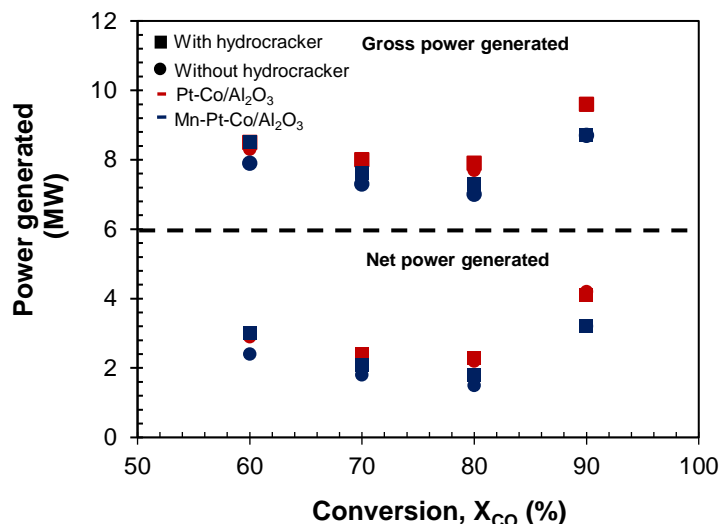 12
10
8
6
4
2
0
50
60
70
80
90
100
Power generated
(MW)
Conversion, X_CO (%)
With hydrocracker
Without hydrocracker
Pt-Co/Al₂O₃
Mn-Pt-Co/Al₂O₃
Gross power generated
Net power generated